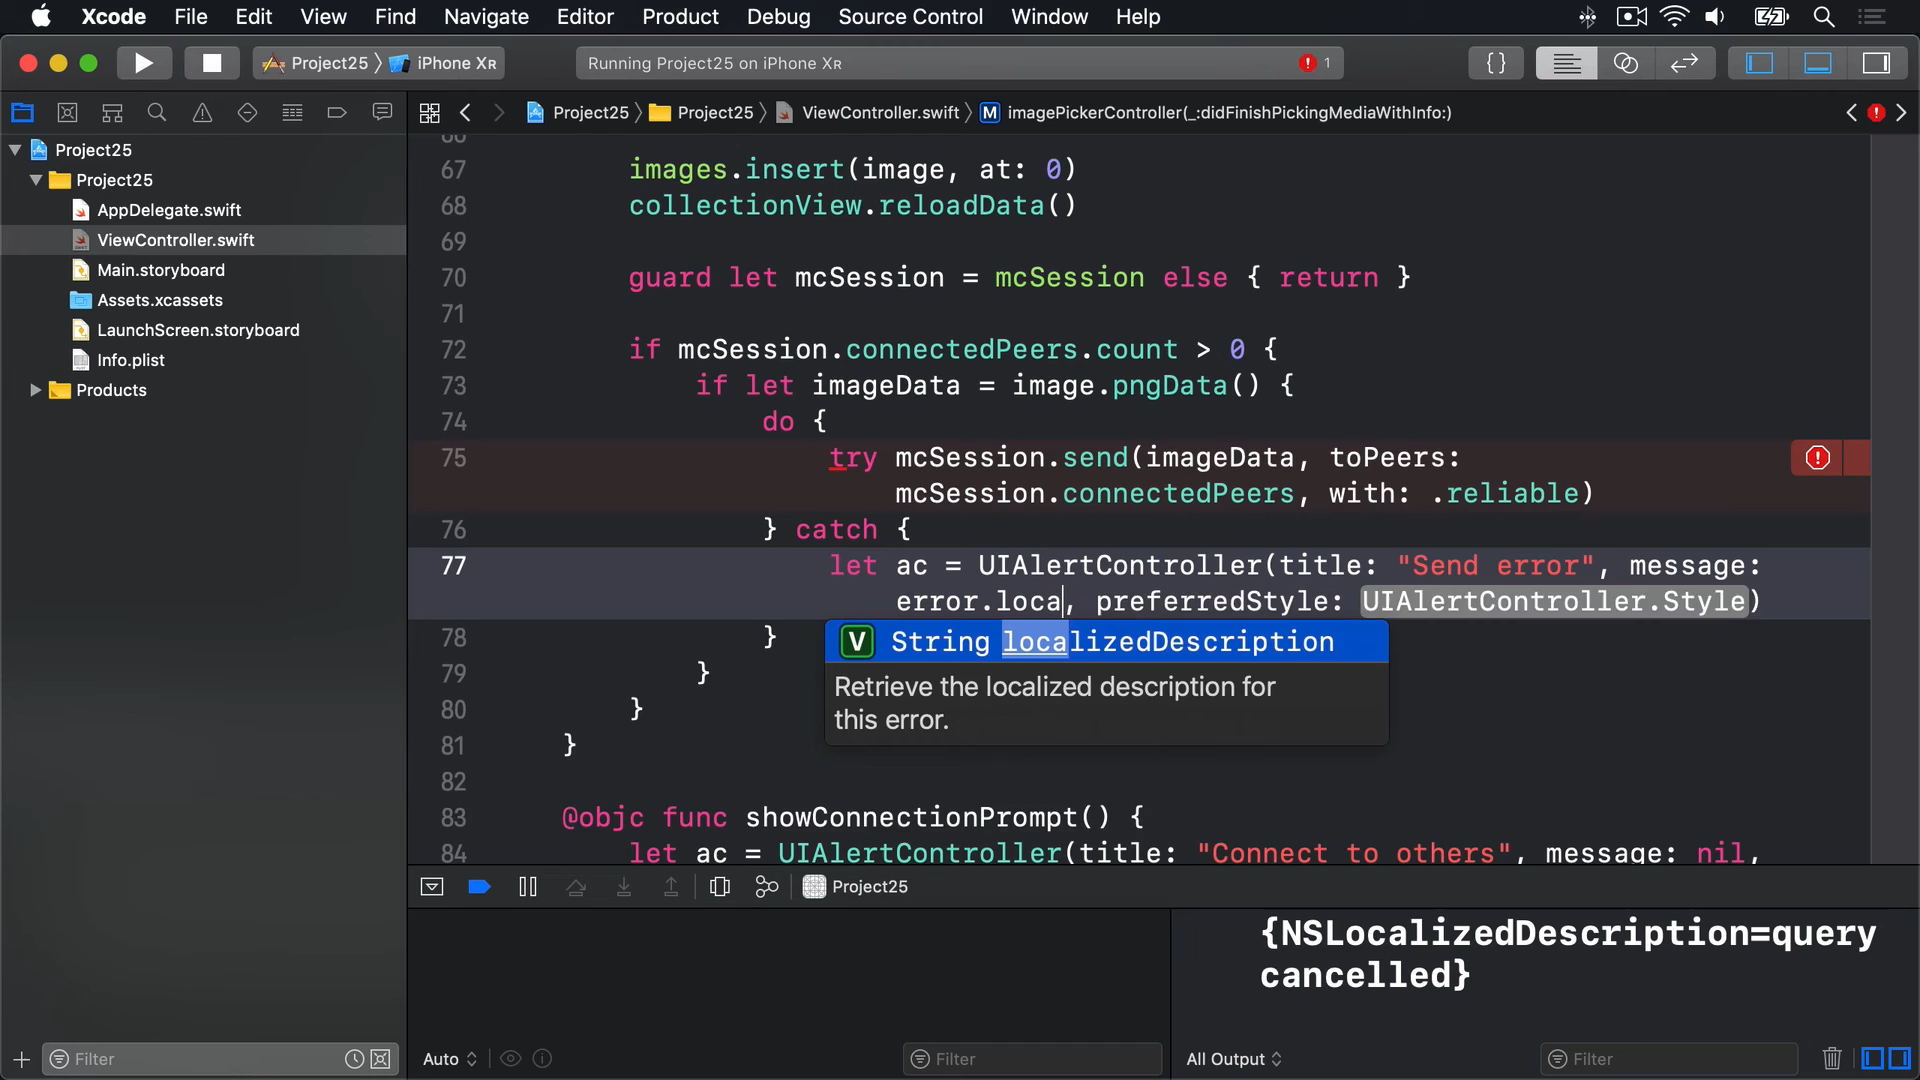 Xcode File Edit View Find Navigate Editor Product Debug Source Control Window Help
Project25 iPhone XR
Running Project25 on iPhone XR
1
Project25 Project25 ViewController.swift M imagePickerController(_:didFinishPickingMediaWithInfo:)
Project25
Project25
AppDelegate.swift
ViewController.swift
Main.storyboard
Assets.xcassets
LaunchScreen.storyboard
Info.plist
Products
66
67 images.insert(image, at: 0)
68 collectionView.reloadData()
69
70 guard let mcSession = mcSession else { return }
71
72 if mcSession.connectedPeers.count > 0 {
73 if let imageData = image.pngData() {
74 do {
75 try mcSession.send(imageData, toPeers:
mcSession.connectedPeers, with: .reliable)
76 } catch {
77 let ac = UIAlertController(title: "Send error", message:
error.loca, preferredStyle: UIAlertController.Style)
V String localizedDescription
Retrieve the localized description for
this error.
78 }
79 }
80 }
81 }
82
83 @objc func showConnectionPrompt() {
84 let ac = UIAlertController(title: "Connect to others", message: nil,
Project25
{NSLocalizedDescription=query
cancelled}
Filter
Auto
Filter
All Output
Filter